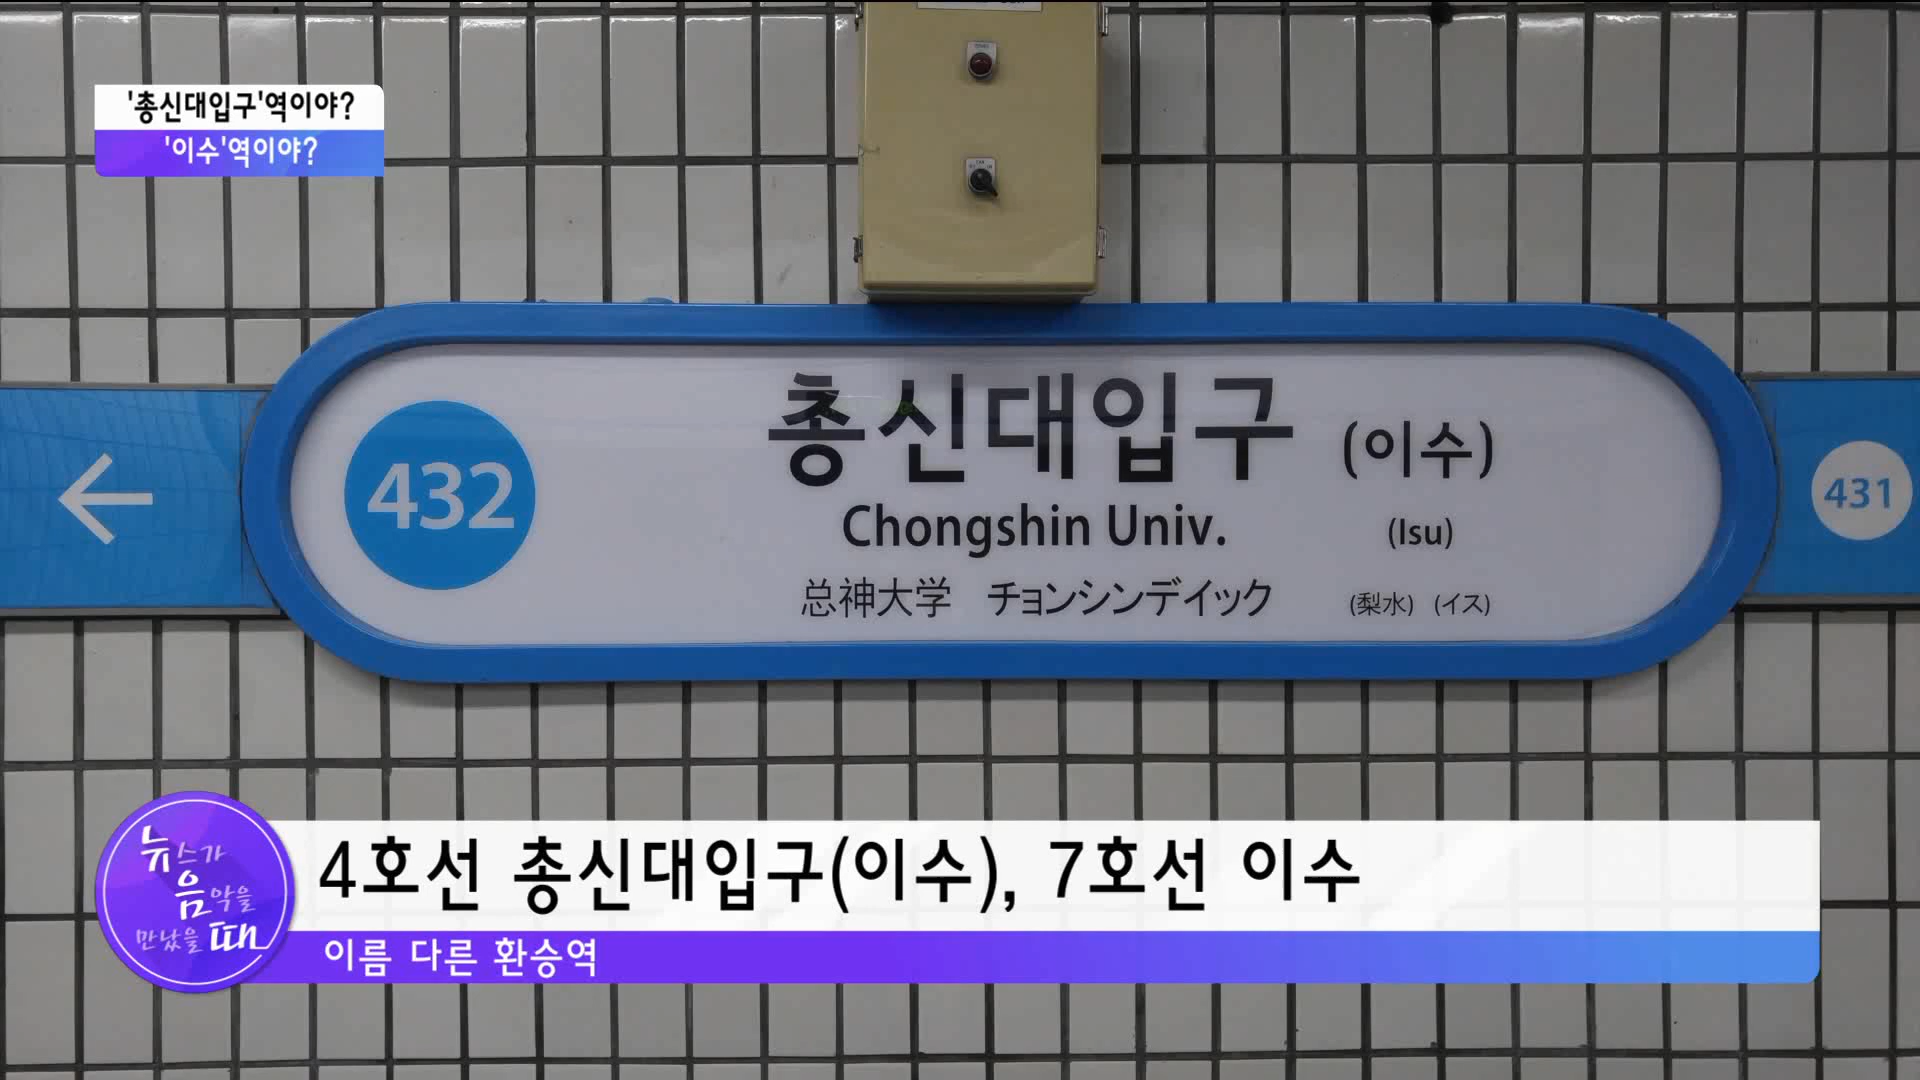 '총신대입구'역이야?
'이수'역이야?
432
총신대입구 (이수)
Chongshin Univ. (Isu)
总神大学 チョンシンデイック (梨水) (イス)
431
뉴스가
음악을
만났을 때
4호선 총신대입구(이수), 7호선 이수
이름 다른 환승역